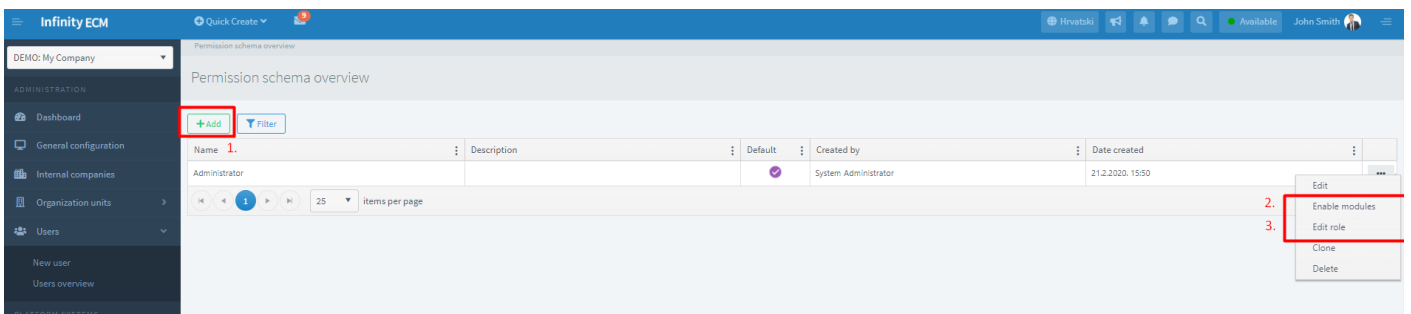 Infinity ECM
Quick Create
9
Hrvatski
Available
John Smith
DEMO: My Company
Permission schema overview
Permission schema overview
ADMINISTRATION
Dashboard
General configuration
Internal companies
Organization units
Users
New user
Users overview
+Add
Filter
1.
Name
Description
Default
Created by
Date created
Administrator
System Administrator
21.2.2020. 15:50
1
25
items per page
Edit
2.
Enable modules
3.
Edit role
Clone
Delete